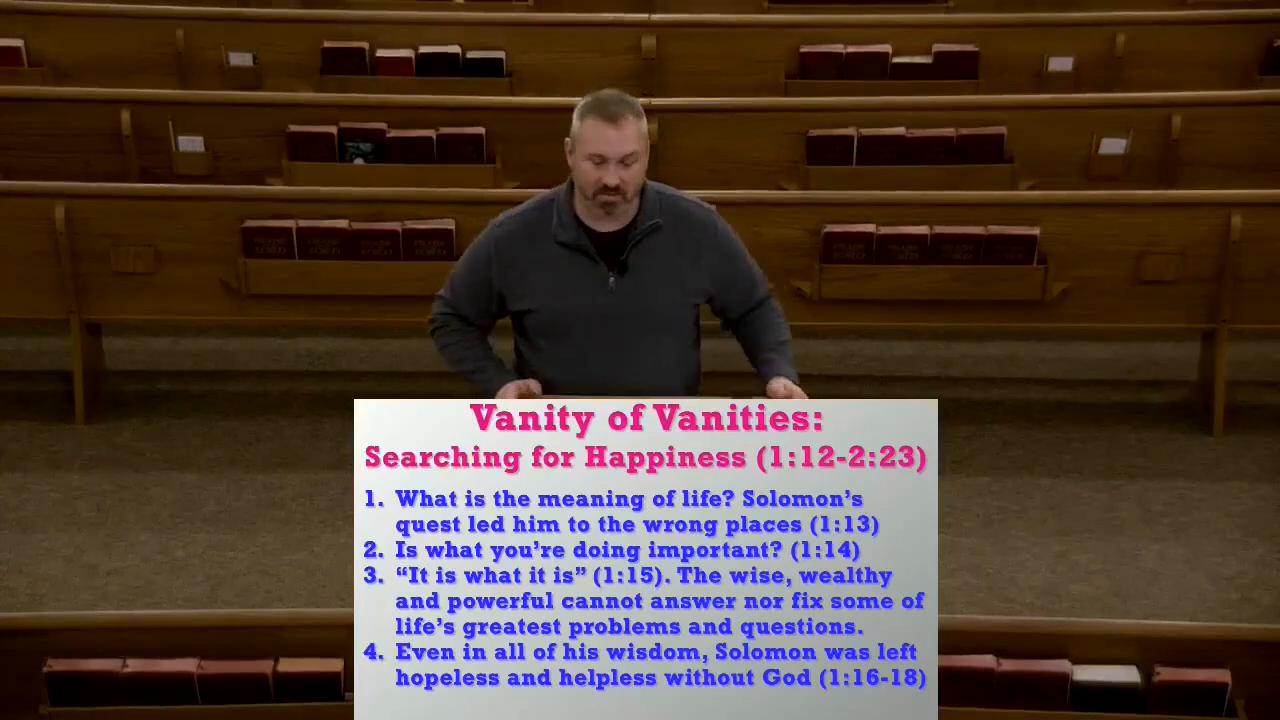 Vanity of Vanities:
Searching for Happiness (1:12-2:23)
1. What is the meaning of life? Solomon's
quest led him to the wrong places (1:13)
2. Is what you're doing important? (1:14)
3. “It is what it is” (1:15). The wise, wealthy
and powerful cannot answer nor fix some of
life's greatest problems and questions.
4. Even in all of his wisdom, Solomon was left
hopeless and helpless without God (1:16-18)